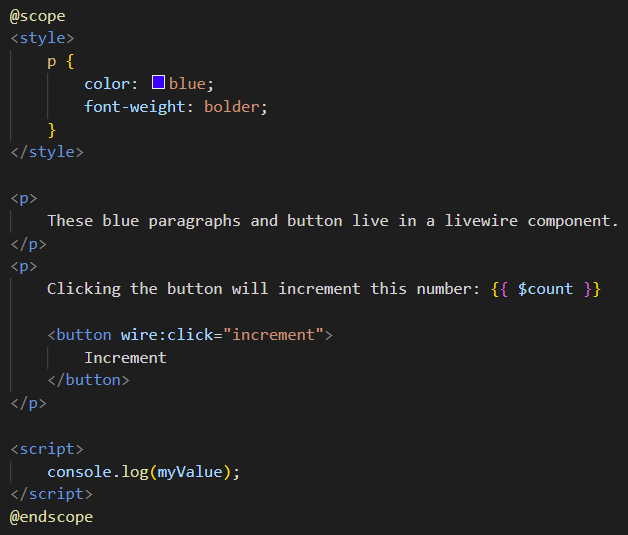 @scope
<style>
p {
color: blue;
font-weight: bolder;
}
</style>
<p>
These blue paragraphs and button live in a livewire component.
</p>
<p>
Clicking the button will increment this number: {{ $count }}
<button wire:click="increment">
Increment
</button>
</p>
<script>
console.log(myValue);
</script>
@endscope